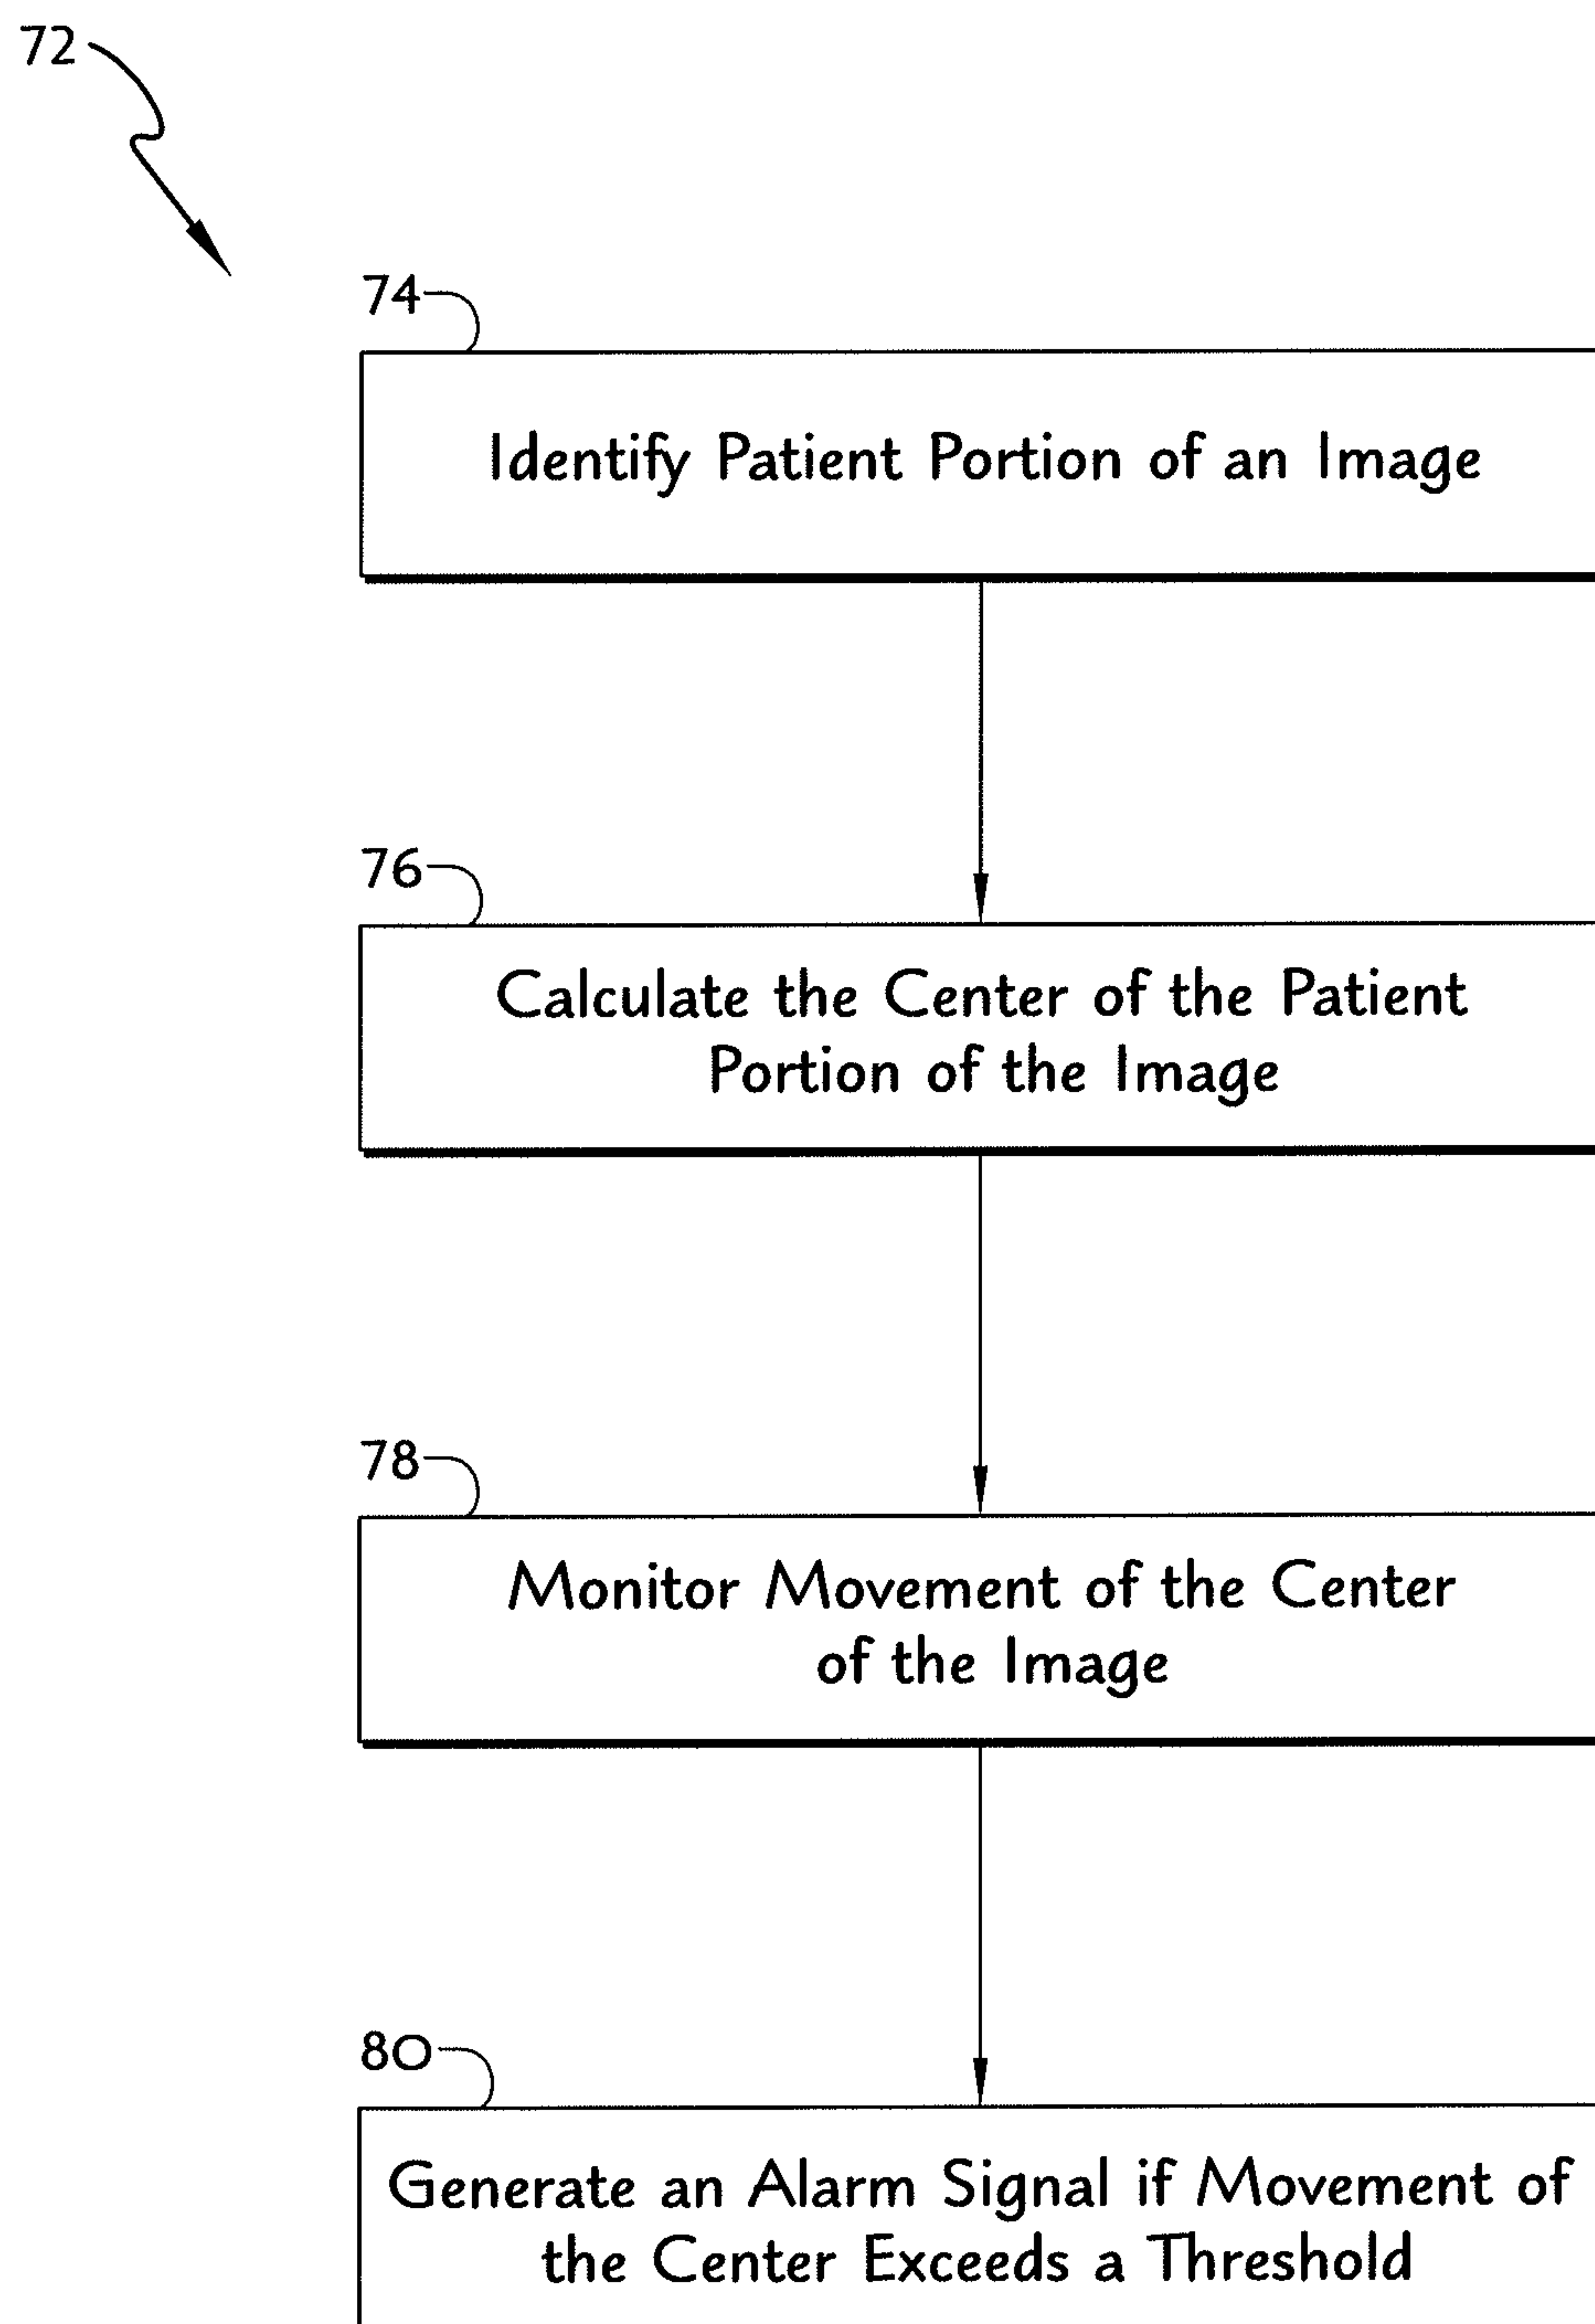 72
74
Identify Patient Portion of an Image
76
Calculate the Center of the Patient
Portion of the Image
78
Monitor Movement of the Center
of the Image
80
Generate an Alarm Signal if Movement of
the Center Exceeds a Threshold